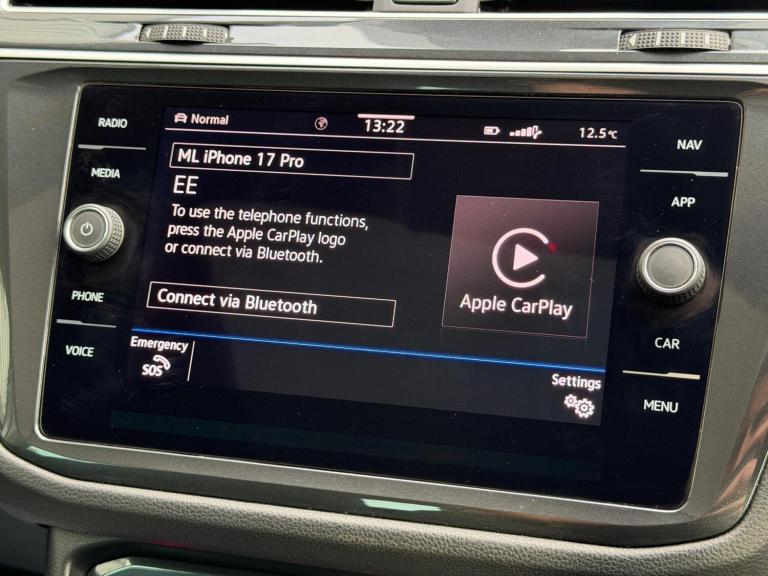 RADIO
MEDIA
PHONE
VOICE
Normal
13:22
12.5°C
ML iPhone 17 Pro
EE
To use the telephone functions,
press the Apple CarPlay logo
or connect via Bluetooth.
Connect via Bluetooth
Apple CarPlay
Emergency
SOS
Settings
NAV
APP
CAR
MENU